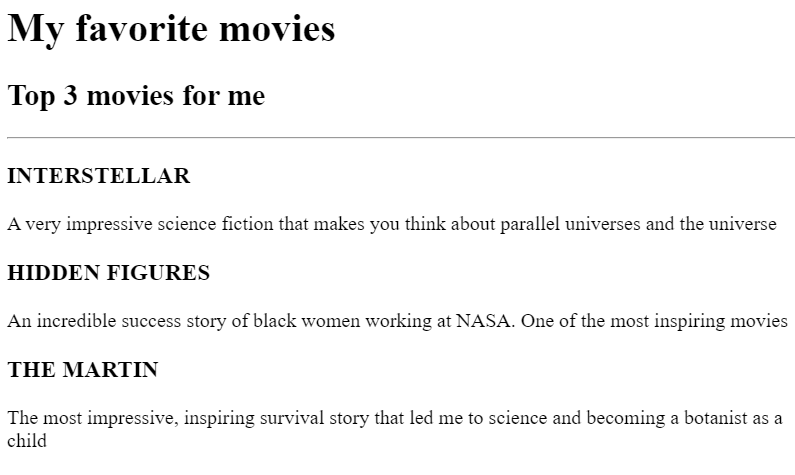 My favorite movies
Top 3 movies for me
INTERSTELLAR
A very impressive science fiction that makes you think about parallel universes and the universe
HIDDEN FIGURES
An incredible success story of black women working at NASA. One of the most inspiring movies
THE MARTIN
The most impressive, inspiring survival story that led me to science and becoming a botanist as a
child